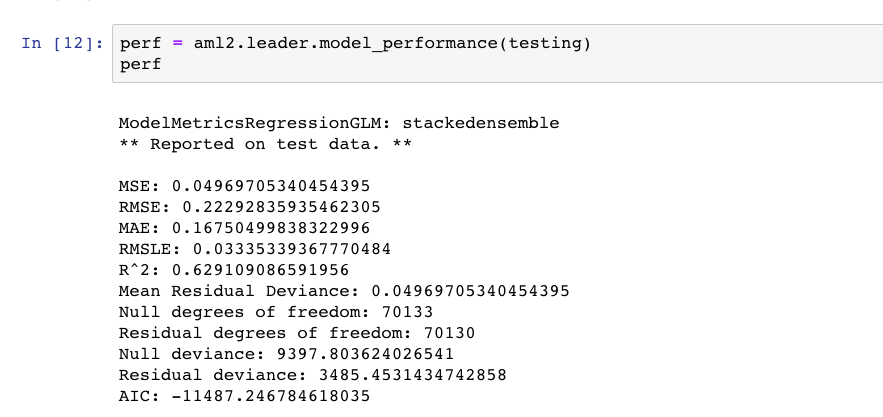 In [12]: perf = aml2.leader.model_performance(testing)
perf
ModelMetricsRegressionGLM: stackedensemble
** Reported on test data. **
MSE: 0.04969705340454395
RMSE: 0.22292835935462305
MAE: 0.16750499838322996
RMSLE: 0.03335339367770484
R^2: 0.629109086591956
Mean Residual Deviance: 0.04969705340454395
Null degrees of freedom: 70133
Residual degrees of freedom: 70130
Null deviance: 9397.803624026541
Residual deviance: 3485.4531434742858
AIC: -11487.246784618035